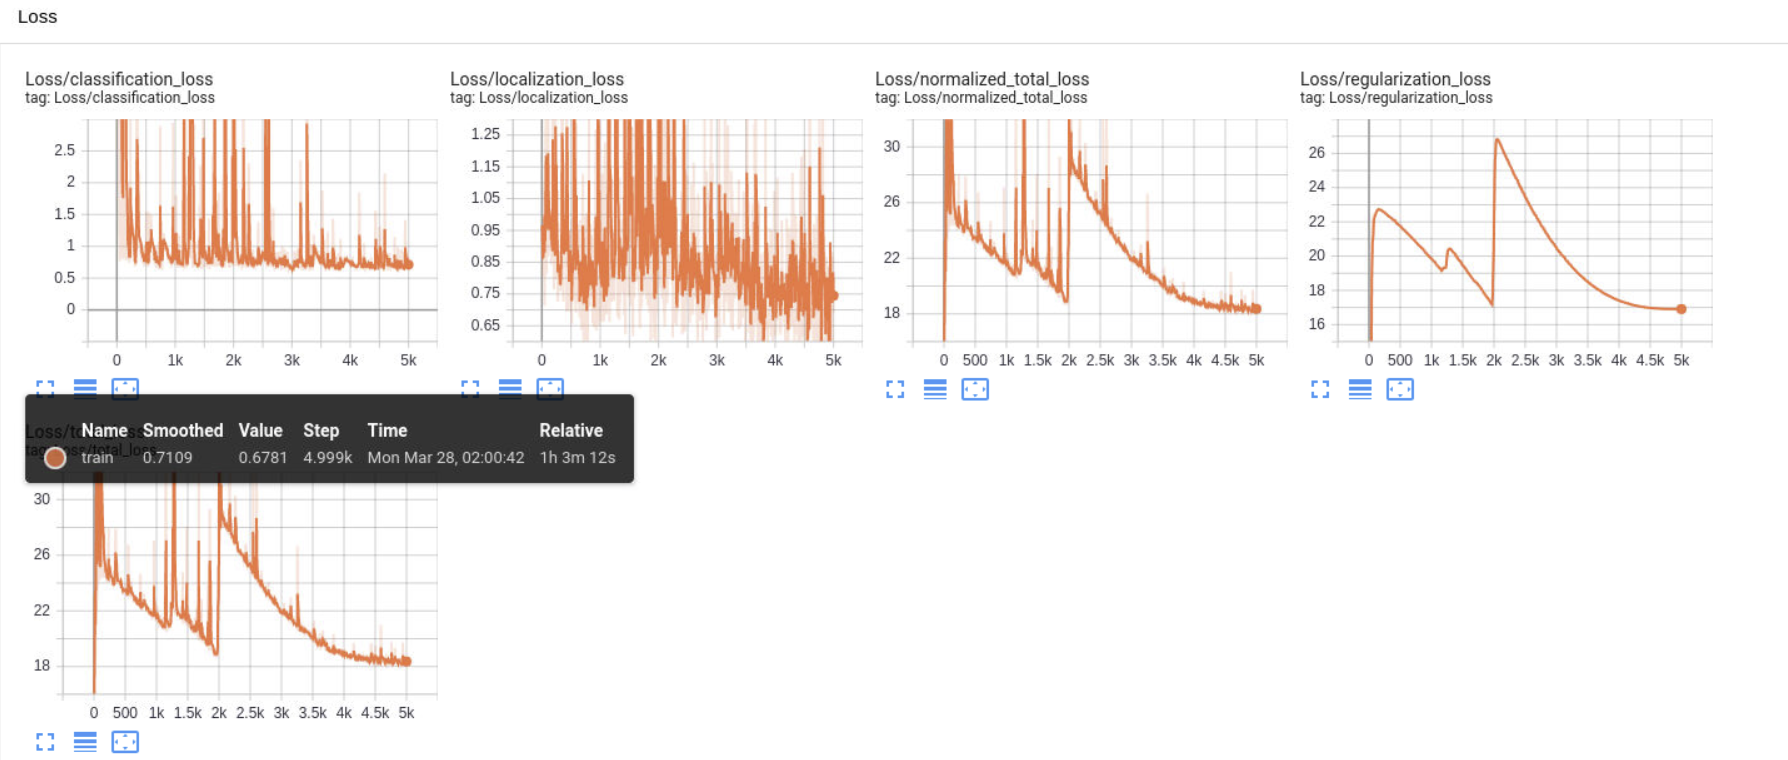 Loss
Loss/classification_loss
tag: Loss/classification_loss
2.5
2
1.5
1
0.5
0
0 1k 2k 3k 4k 5k
Loss/localization_loss
tag: Loss/localization_loss
1.25
1.15
1.05
0.95
0.85
0.75
0.65
0 1k 2k 3k 4k 5k
Loss/normalized_total_loss
tag: Loss/normalized_total_loss
30
26
22
18
0 500 1k 1.5k 2k 2.5k 3k 3.5k 4k 4.5k 5k
Loss/regularization_loss
tag: Loss/regularization_loss
26
24
22
20
18
16
0 500 1k 1.5k 2k 2.5k 3k 3.5k 4k 4.5k 5k
Name Smoothed Value Step Time Relative
train 0.7109 0.6781 4.999k Mon Mar 28, 02:00:42 1h 3m 12s
tag: Loss/total_loss
30
26
22
18
0 500 1k 1.5k 2k 2.5k 3k 3.5k 4k 4.5k 5k